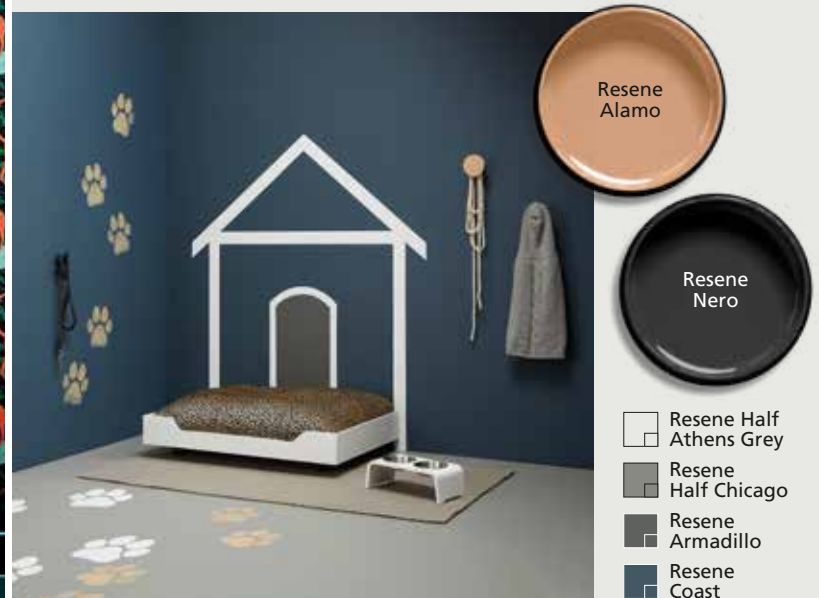 Resene
Alamo
Resene
Nero
Resene Half
Athens Grey
Resene
Half Chicago
Resene
Armadillo
Resene
Coast